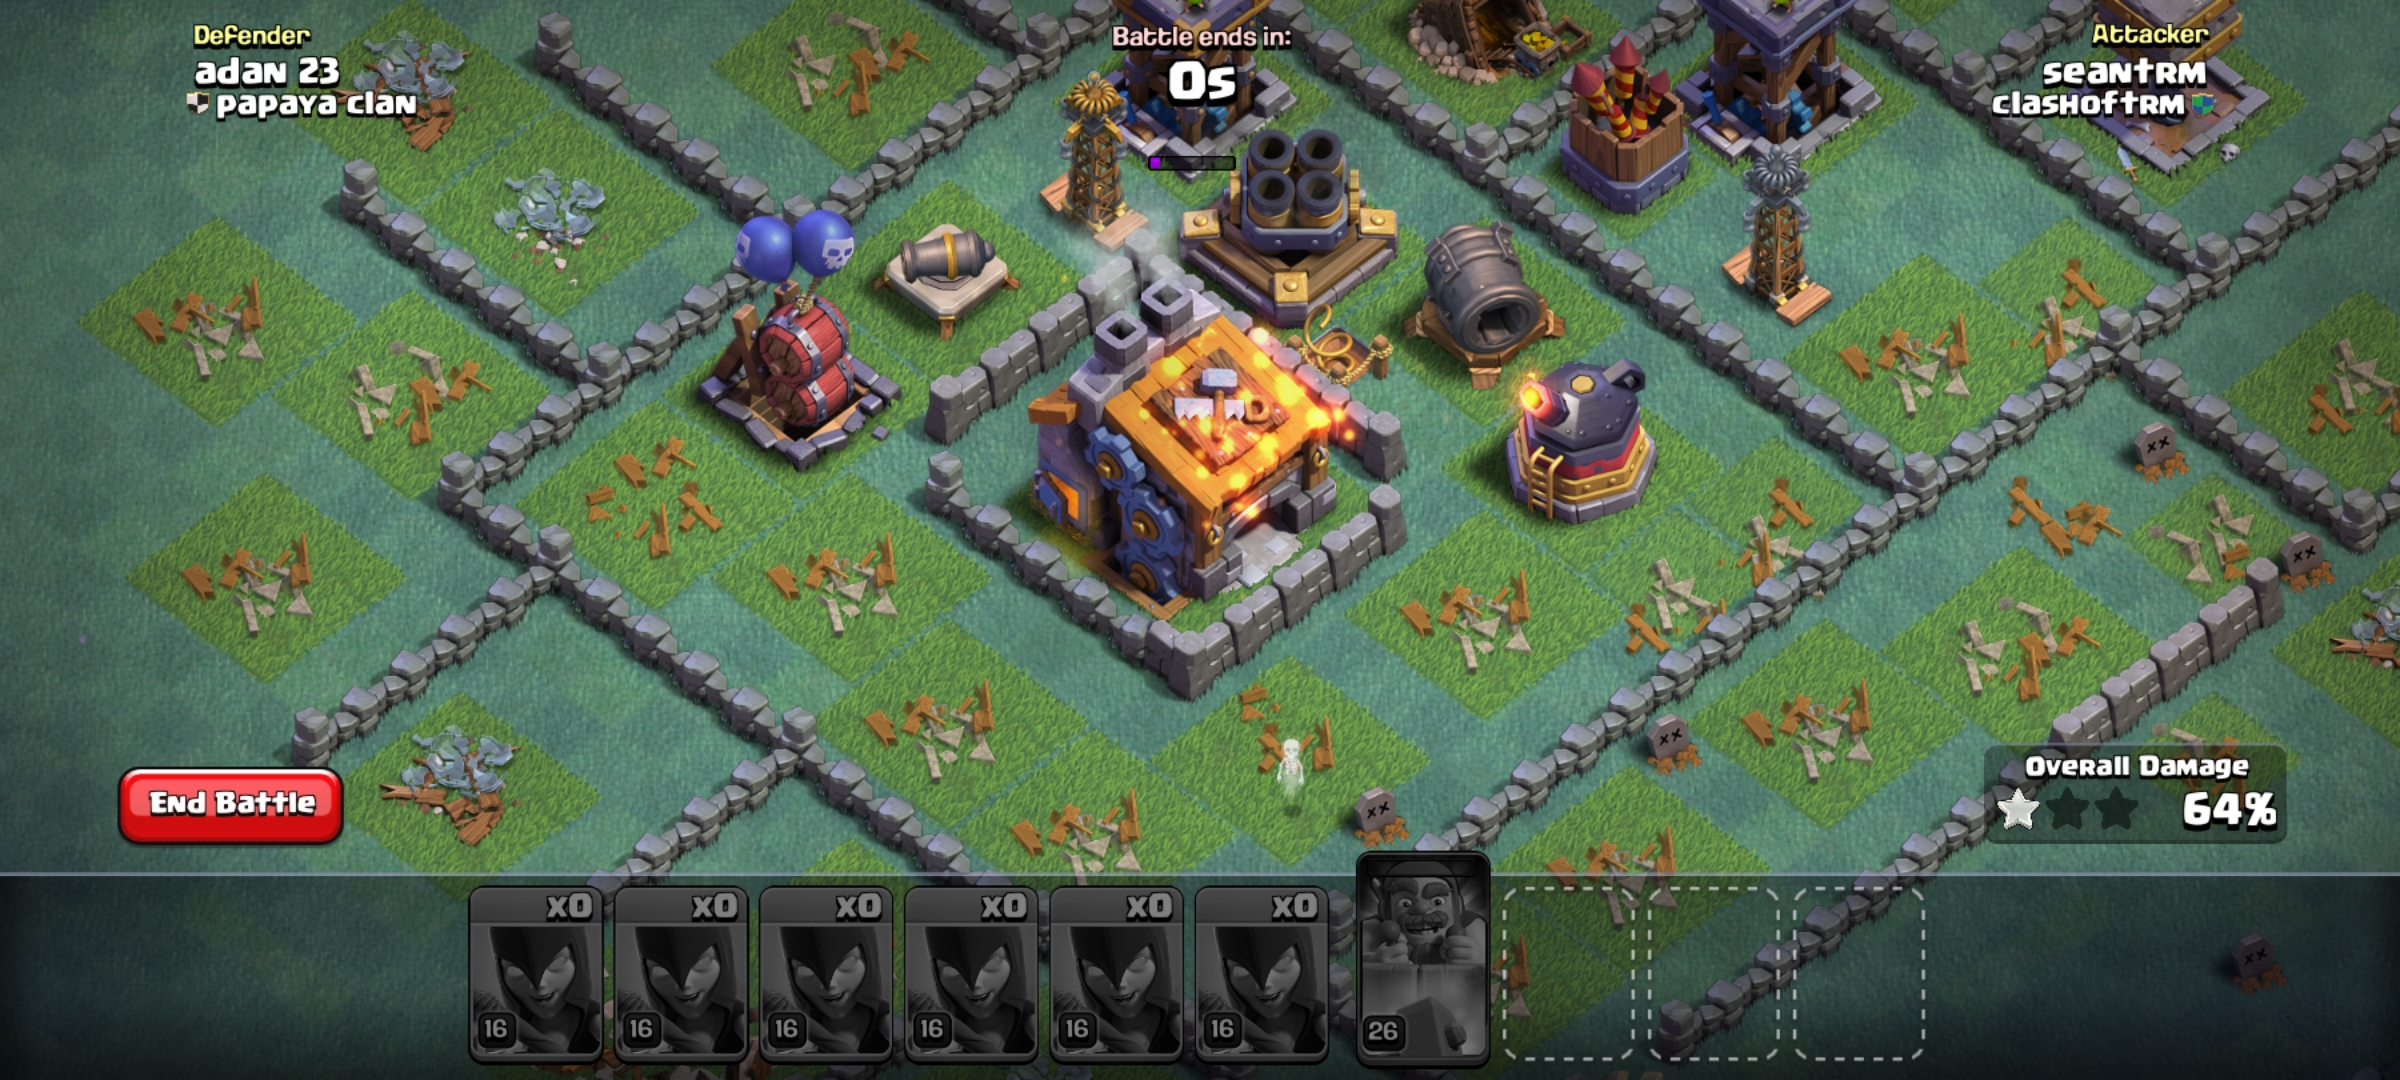 Defender
adan 23
papaya clan
Battle ends in:
0s
Attacker
seantrm
clashoftrm
End Battle
Overall Damage
64%
x0
x0
x0
x0
x0
x0
16
16
16
16
16
16
26